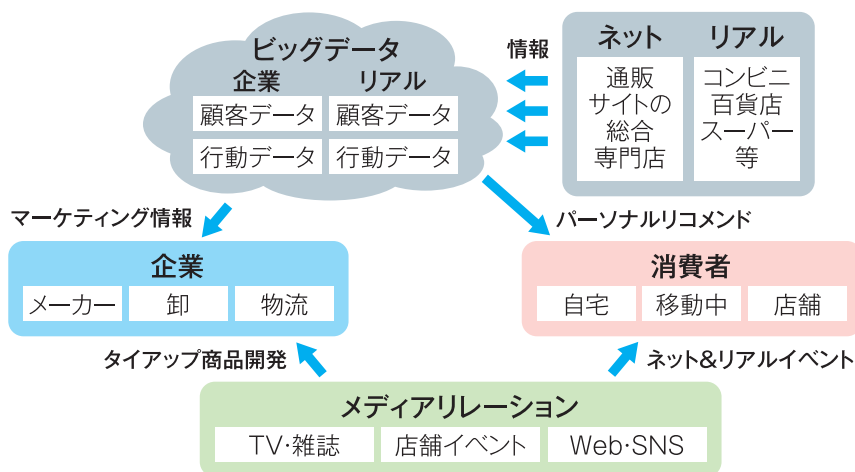 ビッグデータ
企業
リアル
顧客データ
顧客データ
行動データ
行動データ
情報
ネット
リアル
通販
サイトの
総合
専門店
コンビニ
百貨店
スーパー
等
マーケティング情報
パーソナルリコメンド
企業
メーカー
卸
物流
消費者
自宅
移動中
店舗
タイアップ商品開発
ネット&リアルイベント
メディアリレーション
TV・雑誌
店舗イベント
Web・SNS